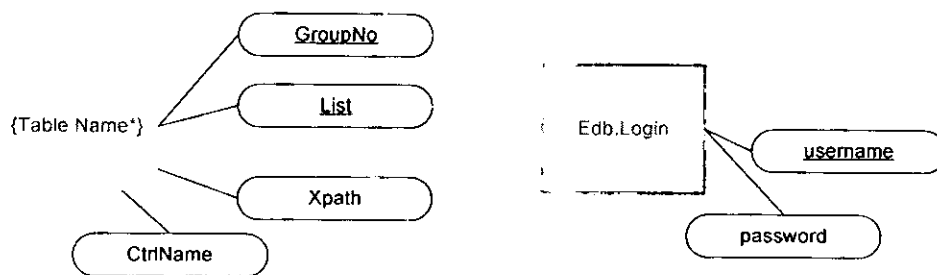 GroupNo
List
{Table Name*}
Xpath
CtrlName
Edb.Login
username
password